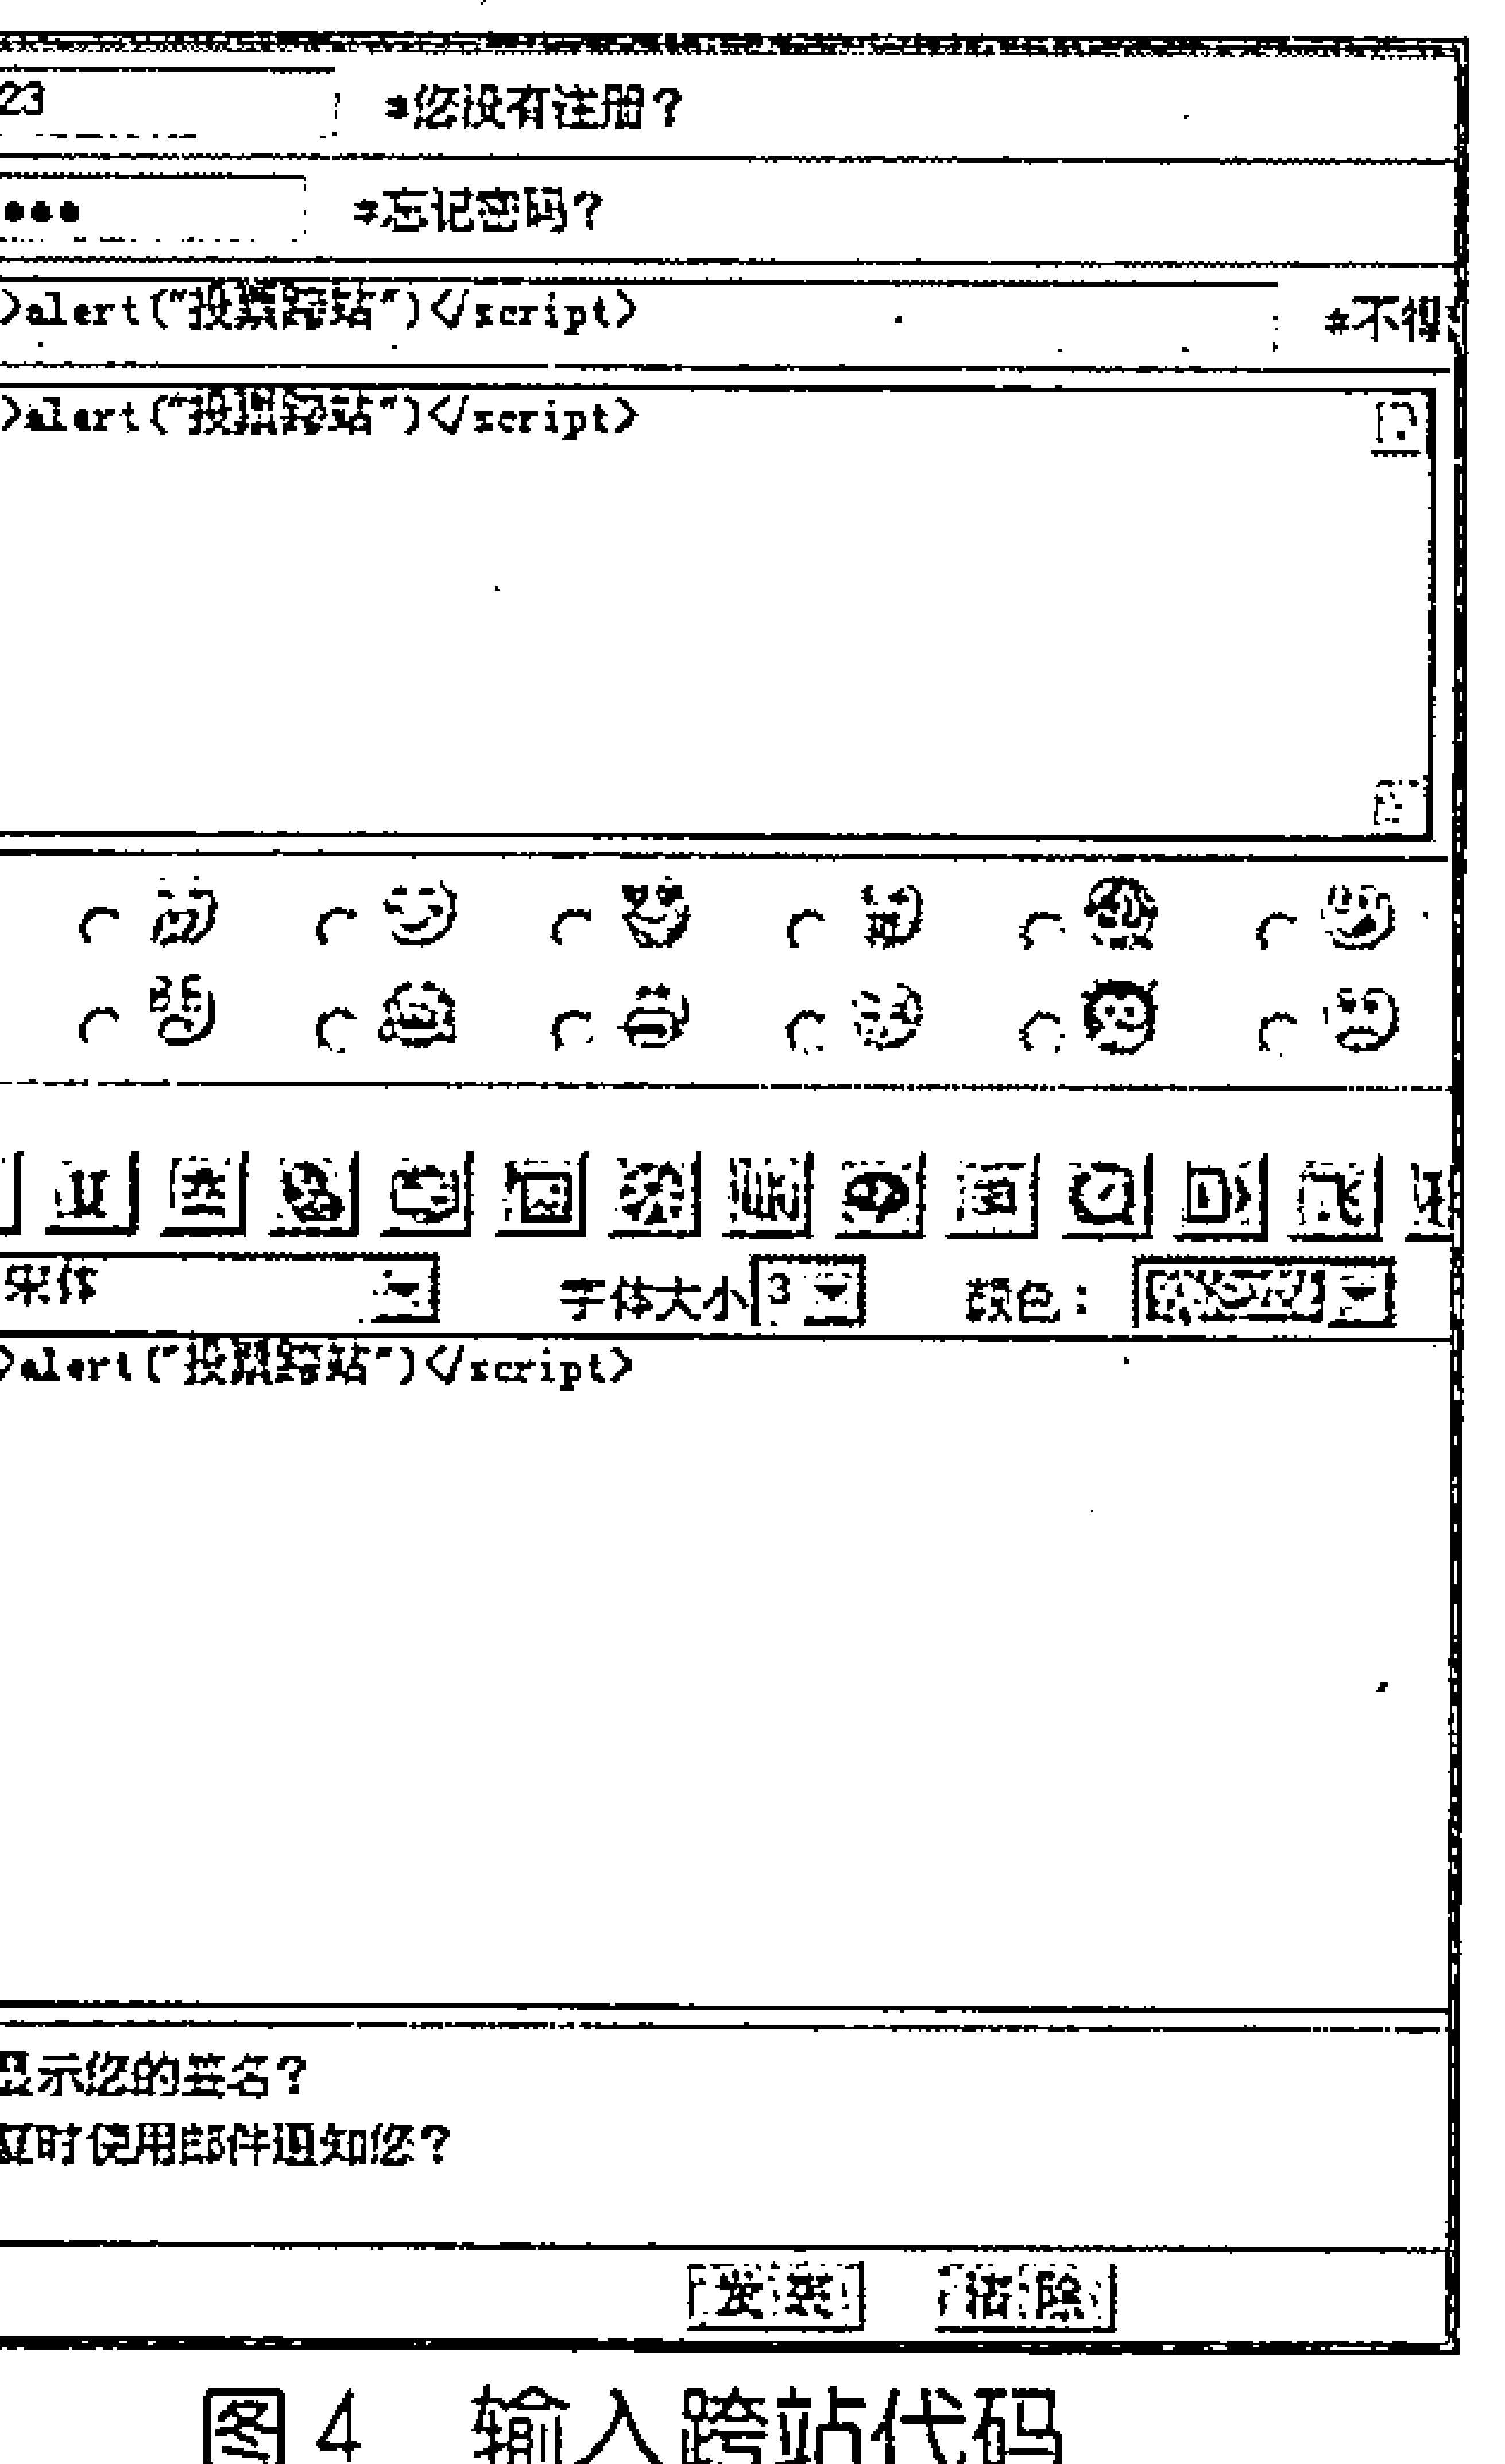 23 *您没有注册？
●●● *忘记密码？
>alert("投票跨站")</script> *不得
>alert("投票跨站")</script>
宋体 字体大小 3 颜色：
>alert("投票跨站")</script>
显示您的签名？
时使用邮件通知您？
发表 清除
图4 输入跨站代码